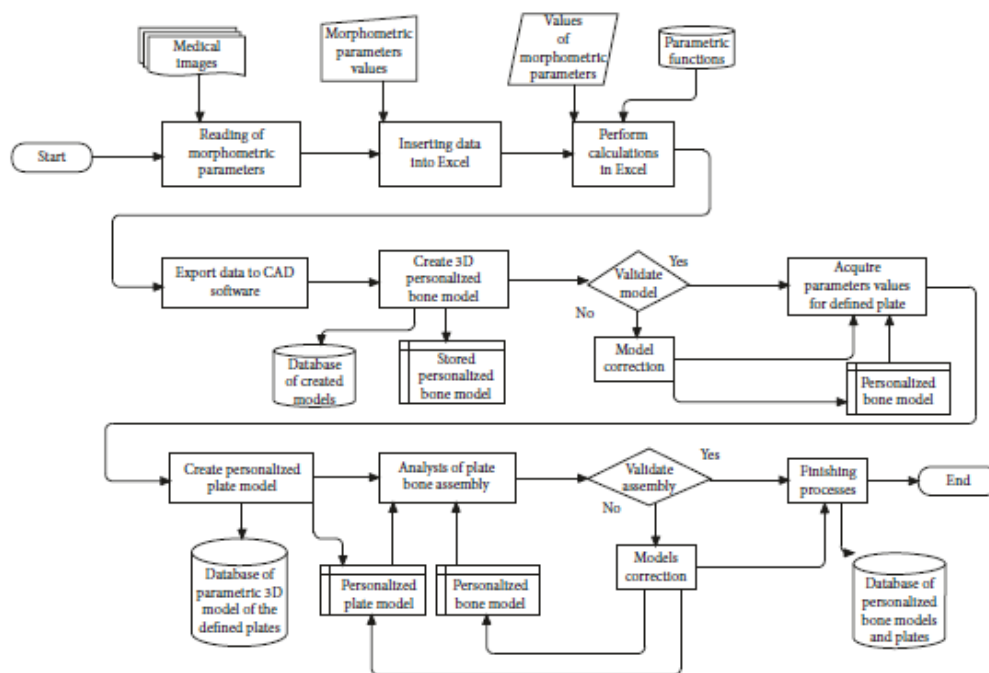 Medical
images
Morphometric
parameters
values
Values
of
morphometric
parameters
Parametric
functions
Start
Reading of
morphometric
parameters
Inserting data
into Excel
Perform
calculations
in Excel
Export data to CAD
software
Create 3D
personalized
bone model
Validate
model
Yes
No
Acquire
parameters values
for defined plate
Database
of created
models
Stored
personalized
bone model
Model
correction
Personalized
bone model
Create personalized
plate model
Analysis of plate
bone assembly
Validate
assembly
Yes
No
Finishing
processes
End
Database of
parametric 3D
model of the
defined plates
Personalized
plate model
Personalized
bone model
Models
correction
Database of
personalized
bone models
and plates